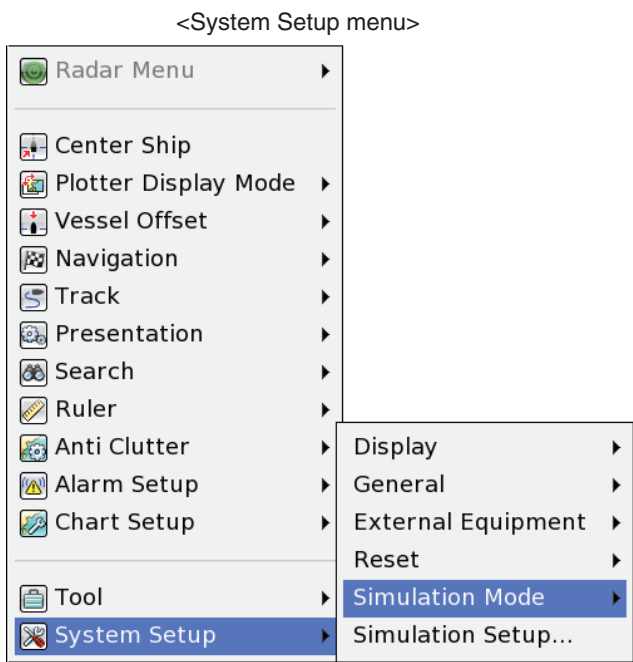 <System Setup menu>
Radar Menu
Center Ship
Plotter Display Mode
Vessel Offset
Navigation
Track
Presentation
Search
Ruler
Anti Clutter
Alarm Setup
Chart Setup
Tool
System Setup
Display
General
External Equipment
Reset
Simulation Mode
Simulation Setup...